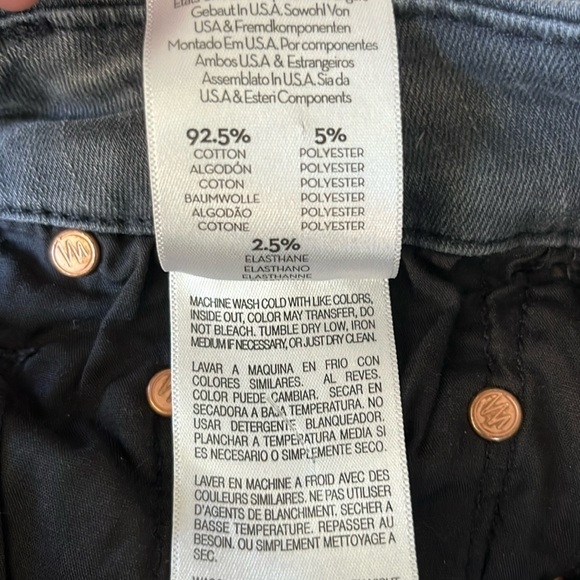 Gebaut In U.S.A. Sowohl Von
USA & Fremdkomponenten
Montado Em U.S.A. Por componentes
Ambos U.S.A & Estrangeiros
Assemblato In U.S.A. Sia da
U.S.A & Esteri Components
92.5% 5%
COTTON POLYESTER
ALGODÓN POLYESTER
COTON POLYESTER
BAUMWOLLE POLYESTER
ALGODÃO POLYESTER
COTONE POLYESTER
2.5%
ELASTHANE
ELASTHANO
ELASTHANNE
MACHINE WASH COLD WITH LIKE COLORS,
INSIDE OUT, COLOR MAY TRANSFER, DO
NOT BLEACH. TUMBLE DRY LOW, IRON
MEDIUM IF NECESSARY, OR JUST DRY CLEAN.
LAVAR A MAQUINA EN FRIO CON
COLORES SIMILARES. AL REVES.
COLOR PUEDE CAMBIAR. SECAR EN
SECADORA A BAJA TEMPERATURA. NO
USAR DETERGENTE BLANQUEADOR.
PLANCHAR A TEMPERATURA MEDIA SI
ES NECESARIO O SIMPLEMENTE SECO.
LAVER EN MACHINE A FROID AVEC DES
COULEURS SIMILAIRES. NE PAS UTILISER
D'AGENTS DE BLANCHIMENT. SECHER A
BASSE TEMPERATURE. REPASSER AU
BESOIN. OU SIMPLEMENT METTOYAGE A
SEC.